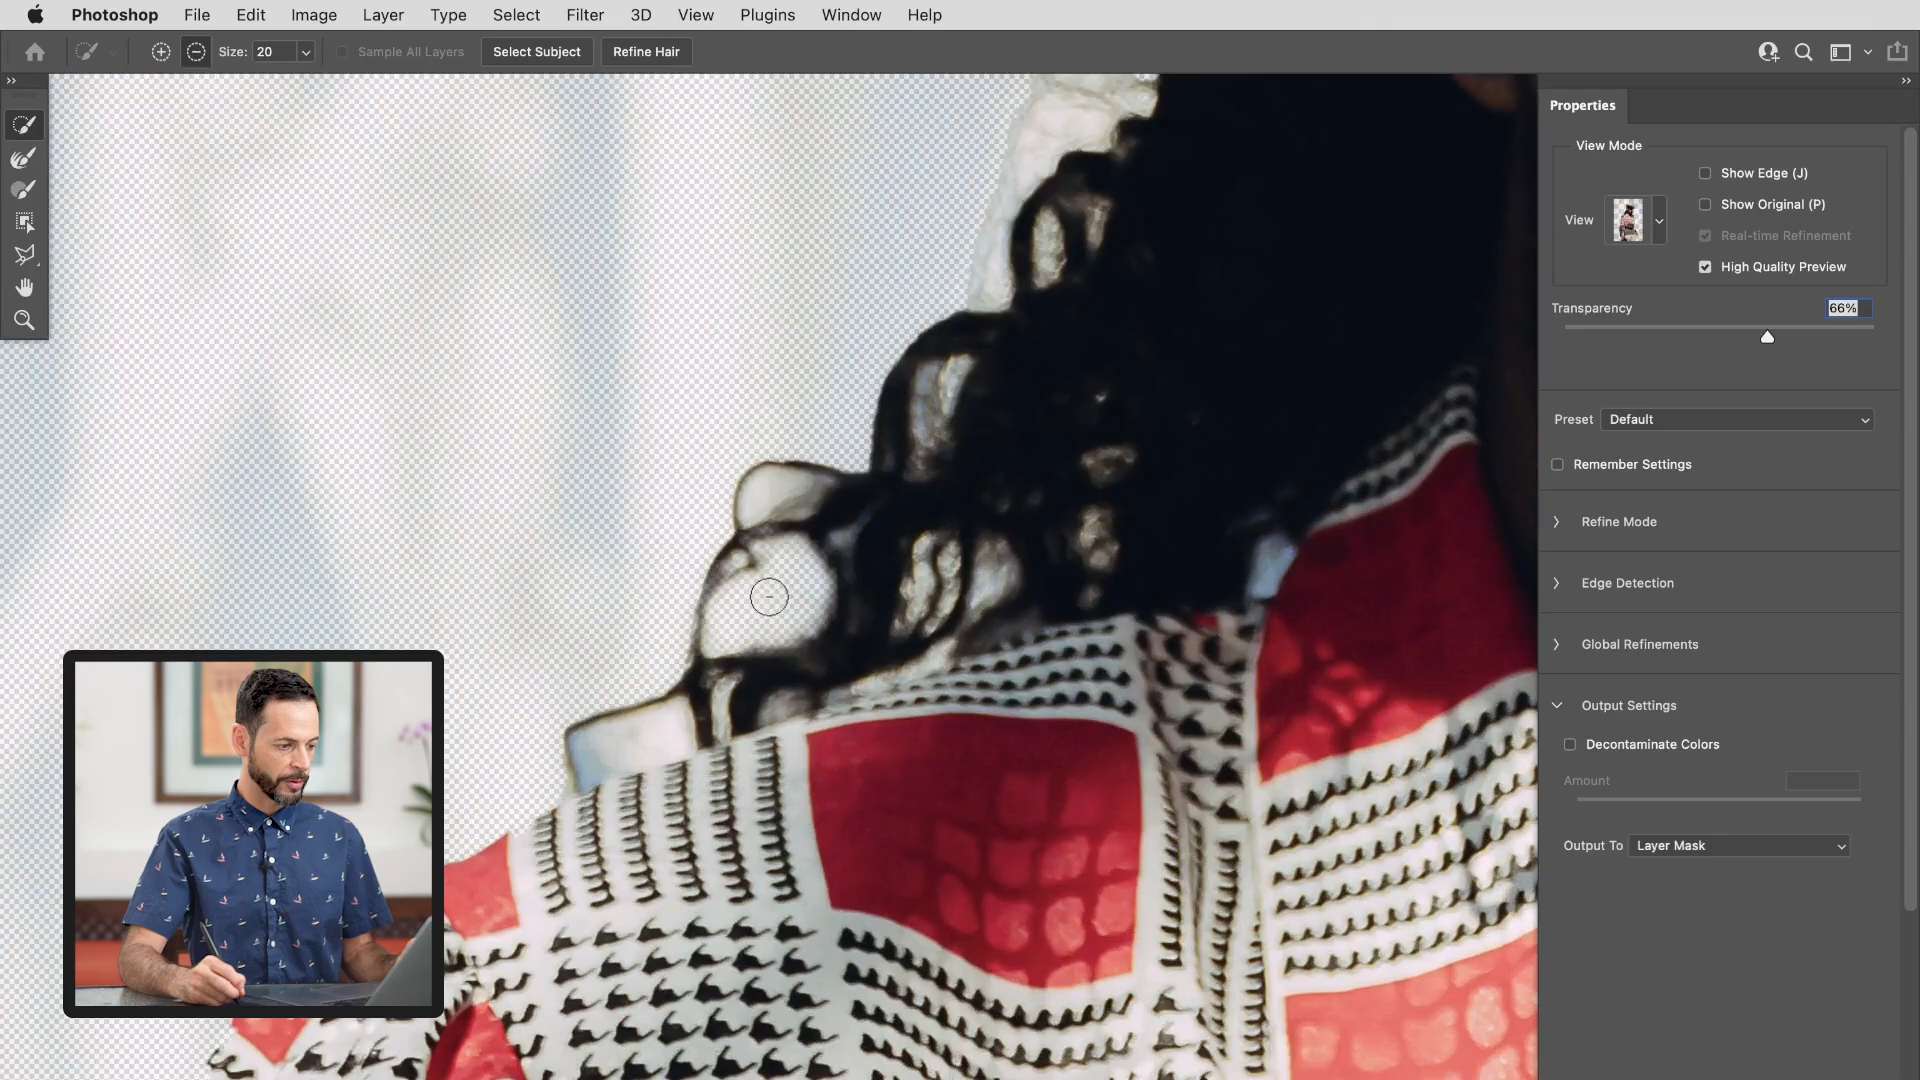 Photoshop File Edit Image Layer Type Select Filter 3D View Plugins Window Help
Size: 20 Sample All Layers Select Subject Refine Hair
Properties
View Mode
Show Edge (J)
Show Original (P)
View
Real-time Refinement
High Quality Preview
Transparency 66%
Preset Default
Remember Settings
Refine Mode
Edge Detection
Global Refinements
Output Settings
Decontaminate Colors
Amount
Output To Layer Mask